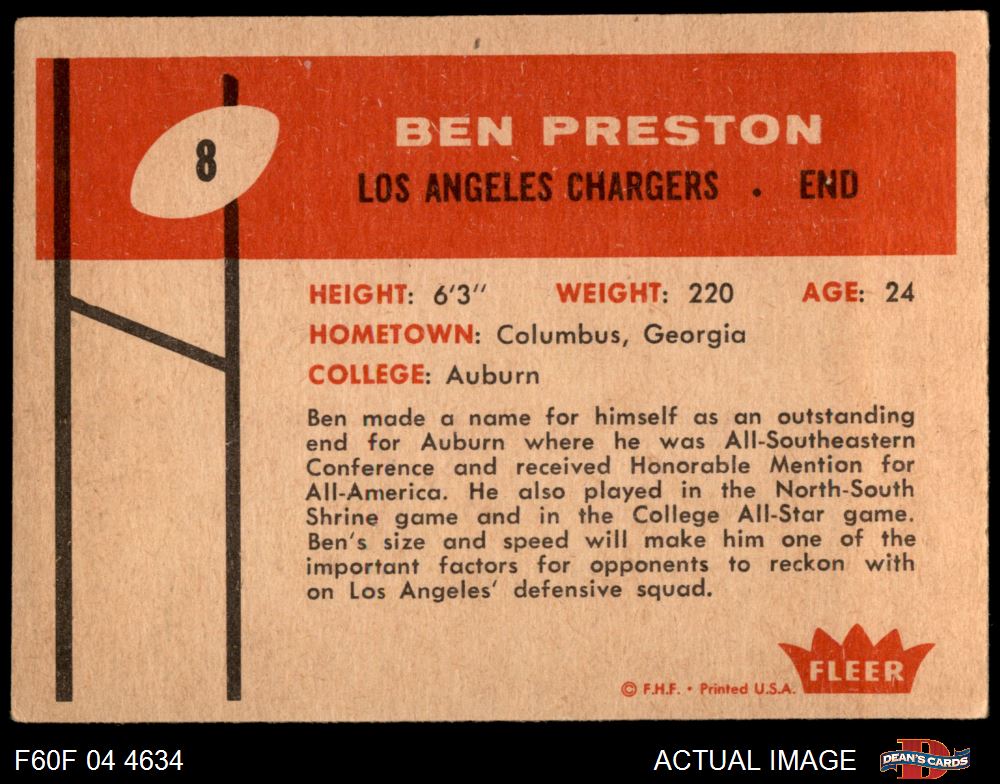 8
BEN PRESTON
LOS ANGELES CHARGERS . END
HEIGHT: 6'3" WEIGHT: 220 AGE: 24
HOMETOWN: Columbus, Georgia
COLLEGE: Auburn
Ben made a name for himself as an outstanding
end for Auburn where he was All-Southeastern
Conference and received Honorable Mention for
All-America. He also played in the North-South
Shrine game and in the College All-Star game.
Ben's size and speed will make him one of the
important factors for opponents to reckon with
on Los Angeles' defensive squad.
FLEER
© F.H.F. • Printed U.S.A.
F60F 04 4634 ACTUAL IMAGE D DEAN'S CARDS